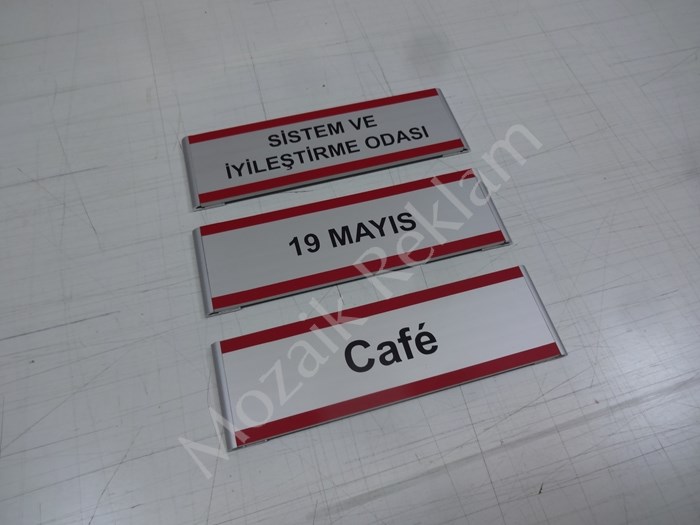 SİSTEM VE
İYİLEŞTİRME ODASI
19 MAYIS
Café
Mozaik Reklam